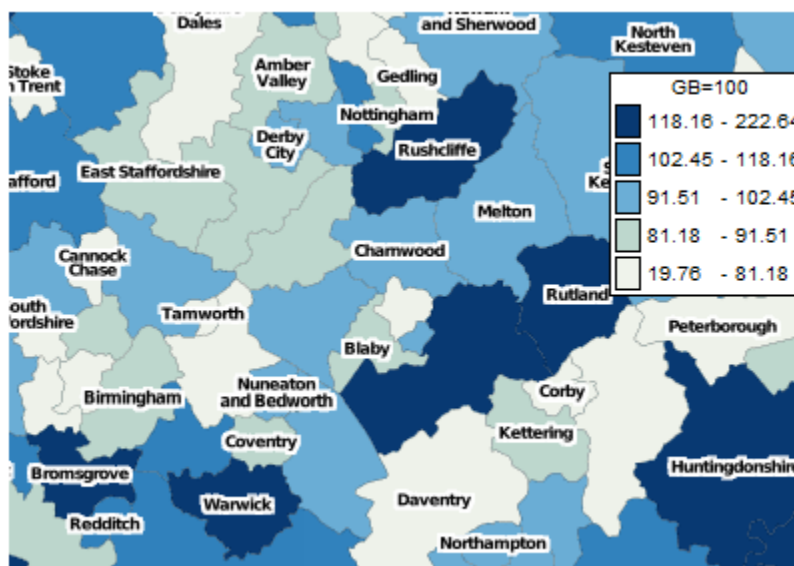 Dales
and Sherwood
North
Kesteven
Stoke
n Trent
Amber
Valley
Gedling
GB=100
118.16 - 222.64
102.45 - 118.16
91.51 - 102.45
81.18 - 91.51
19.76 - 81.18
Nottingham
Derby
City
Rushcliffe
East Staffordshire
afford
S
Ke
Melton
Charnwood
Cannock
Chase
Rutland
South
fordshire
Tamworth
Peterborough
Blaby
Birmingham
Nuneaton
and Bedworth
Corby
Kettering
Coventry
Bromsgrove
Huntingdonshire
Warwick
Daventry
Redditch
Northampton